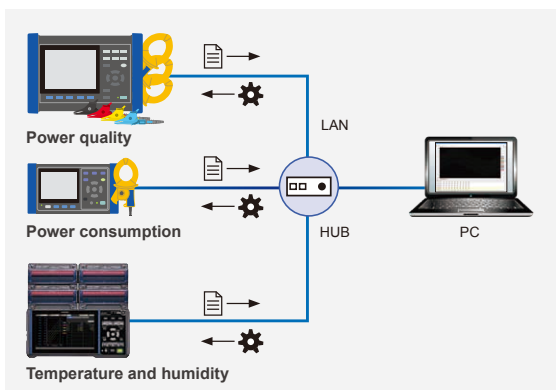 LAN
Power quality
HUB
PC
Power consumption
Temperature and humidity